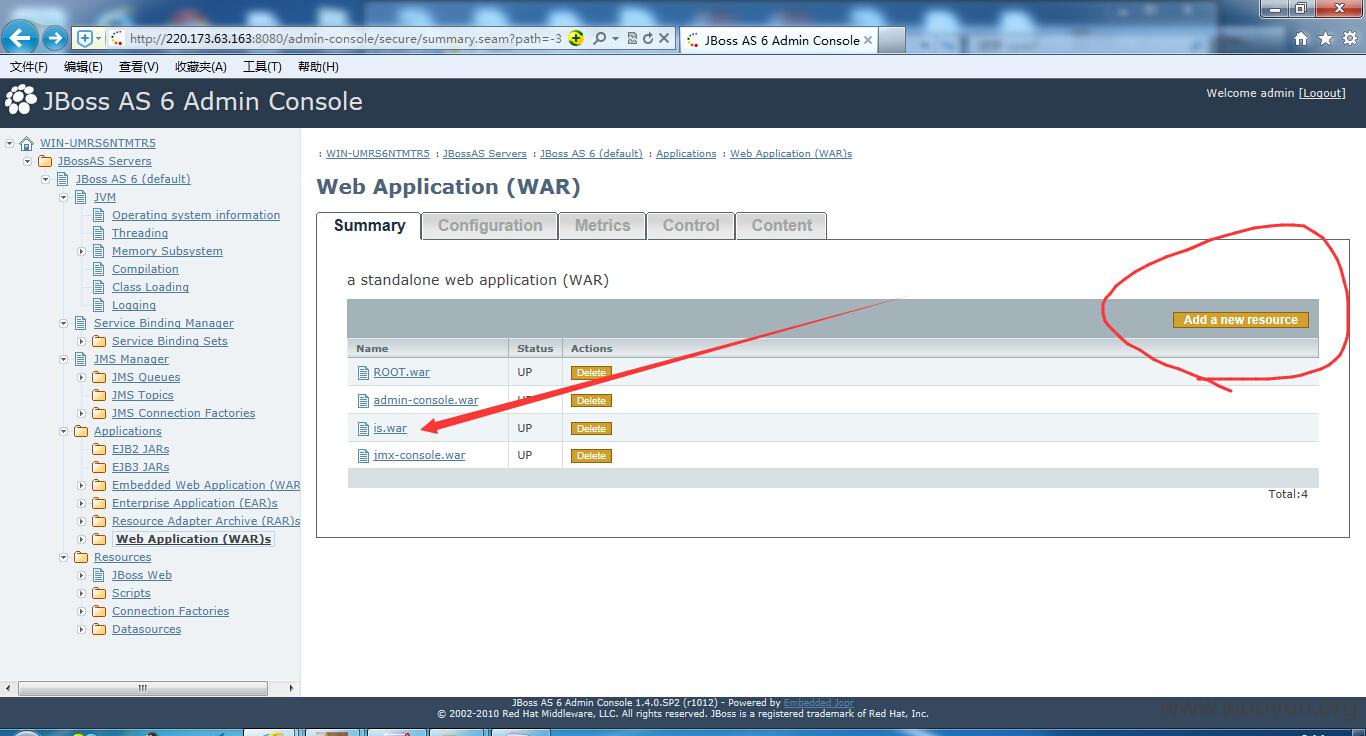 http://220.173.63.163:8080/admin-console/secure/summary.seam?path=-3
JBoss AS 6 Admin Console
文件(F) 编辑(E) 查看(V) 收藏夹(A) 工具(T) 帮助(H)
JBoss AS 6 Admin Console
Welcome admin [Logout]
WIN-UMRS6NTMTR5
JBossAS Servers
JBoss AS 6 (default)
JVM
Operating system information
Threading
Memory Subsystem
Compilation
Class Loading
Logging
Service Binding Manager
Service Binding Sets
JMS Manager
JMS Queues
JMS Topics
JMS Connection Factories
Applications
EJB2 JARs
EJB3 JARs
Embedded Web Application (WAR
Enterprise Application (EAR)s
Resource Adapter Archive (RAR)s
Web Application (WAR)s
Resources
JBoss Web
Scripts
Connection Factories
Datasources
: WIN-UMRS6NTMTR5 : JBossAS Servers : JBoss AS 6 (default) : Applications : Web Application (WAR)s
Web Application (WAR)
Summary Configuration Metrics Control Content
a standalone web application (WAR)
Add a new resource
Name Status Actions
ROOT.war UP Delete
admin-console.war UP Delete
is.war UP Delete
jmx-console.war UP Delete
Total:4
JBoss AS 6 Admin Console 1.4.0.SP2 (r1012) - Powered by Embedded Jopr
© 2002-2010 Red Hat Middleware, LLC. All rights reserved. JBoss is a registered trademark of Red Hat, Inc.
www.wooyun.org